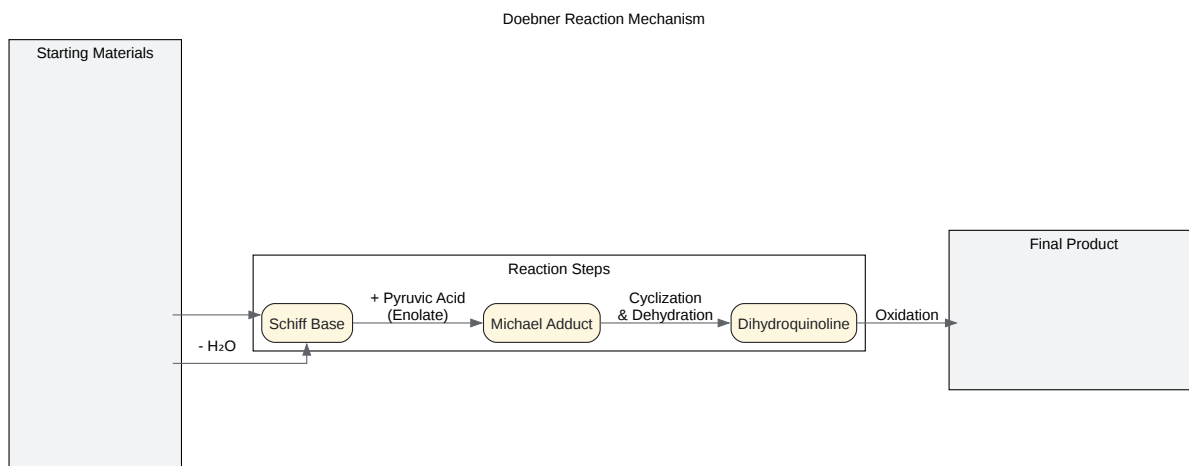 Doebner Reaction Mechanism
Starting Materials
Final Product
Reaction Steps
+ Pyruvic Acid
(Enolate)
Cyclization
& Dehydration
Schiff Base
Michael Adduct
Dihydroquinoline
Oxidation
- H₂O